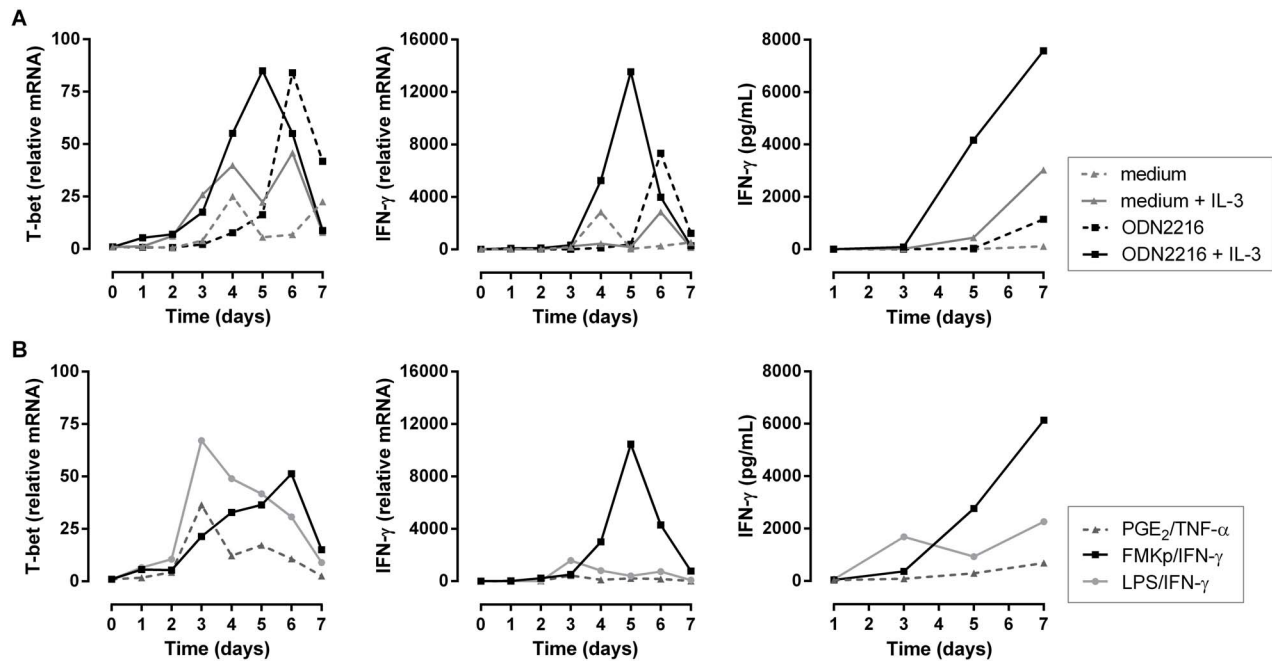 A
T-bet (relative mRNA)
100
75
50
25
0
0 1 2 3 4 5 6 7
Time (days)
IFN-γ (relative mRNA)
16000
12000
8000
4000
0
0 1 2 3 4 5 6 7
Time (days)
IFN-γ (pg/mL)
8000
6000
4000
2000
0
1 2 3 4 5 6 7
Time (days)
medium
medium + IL-3
ODN2216
ODN2216 + IL-3
B
T-bet (relative mRNA)
100
75
50
25
0
0 1 2 3 4 5 6 7
Time (days)
IFN-γ (relative mRNA)
16000
12000
8000
4000
0
0 1 2 3 4 5 6 7
Time (days)
IFN-γ (pg/mL)
8000
6000
4000
2000
0
1 2 3 4 5 6 7
Time (days)
PGE₂/TNF-α
FMKp/IFN-γ
LPS/IFN-γ